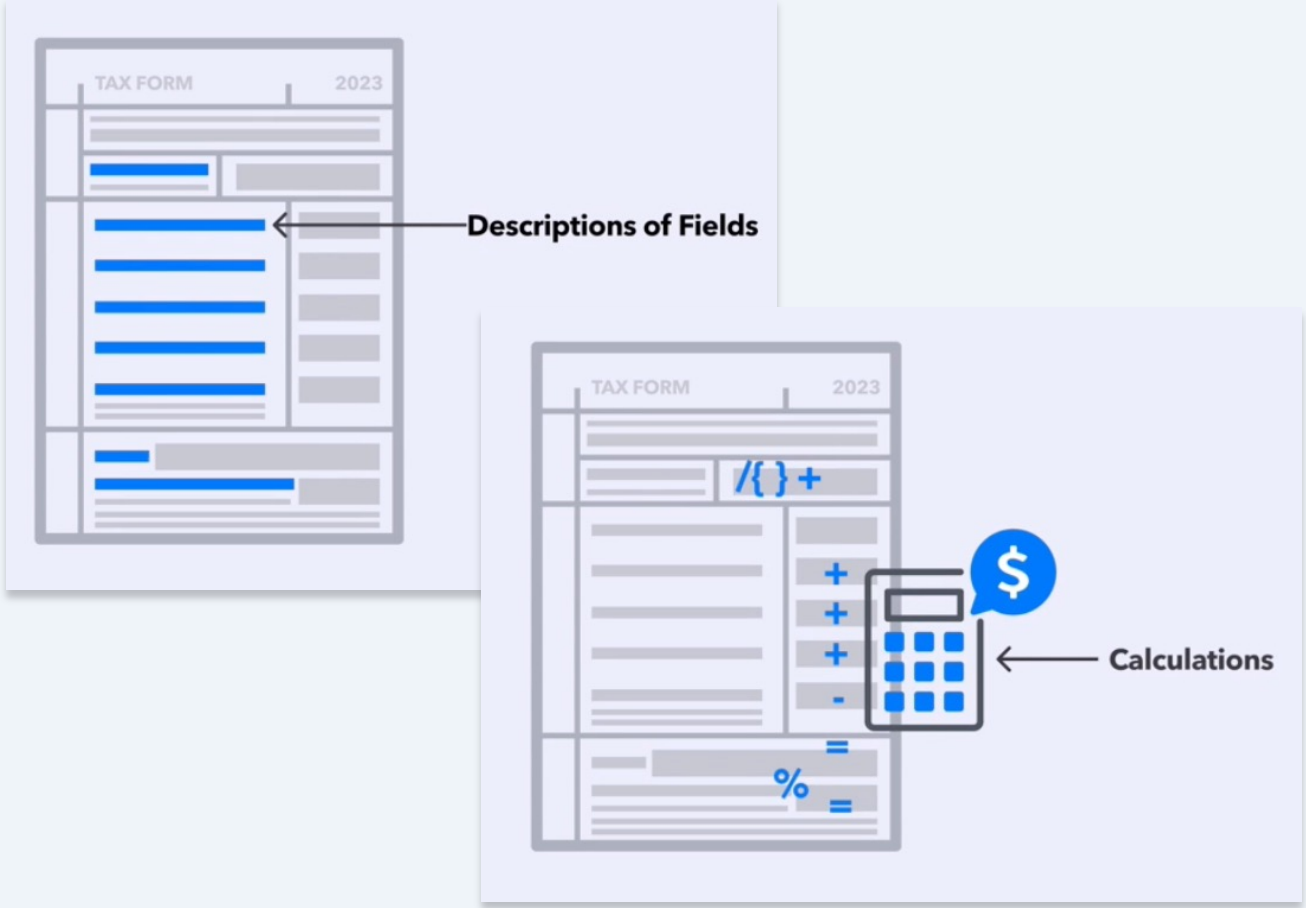 TAX FORM 2023
Descriptions of Fields
TAX FORM 2023
/{ } +
$
+
+
+
-
=
%
=
Calculations